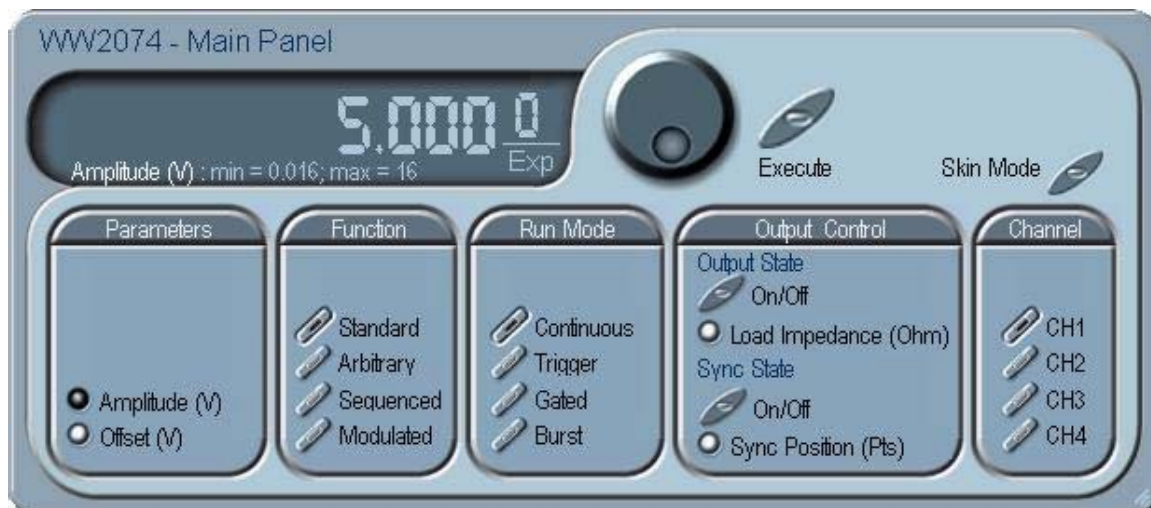 WW2074 - Main Panel
5.000 0
Exp
Amplitude (V) : min = 0.016; max = 16
Execute
Skin Mode
Parameters
Amplitude (V)
Offset (V)
Function
Standard
Arbitrary
Sequenced
Modulated
Run Mode
Continuous
Trigger
Gated
Burst
Output Control
Output State
On/Off
Load Impedance (Ohm)
Sync State
On/Off
Sync Position (Pts)
Channel
CH1
CH2
CH3
CH4